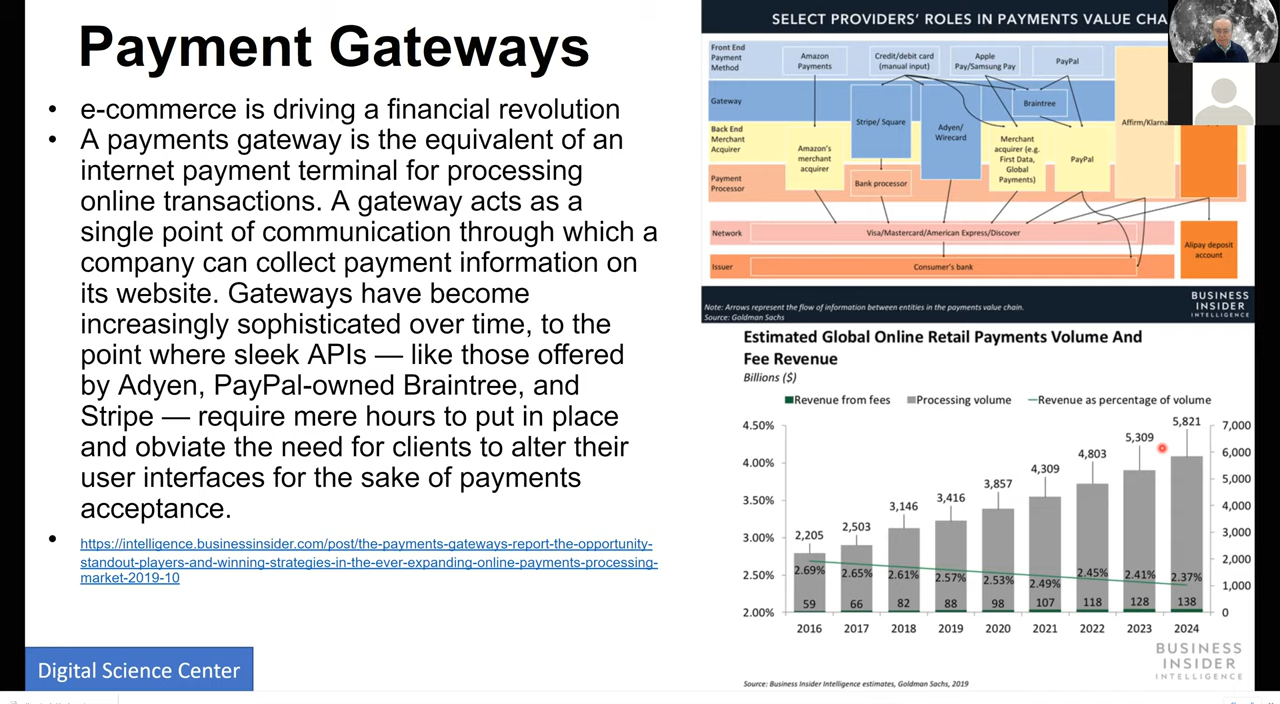 Payment Gateways
• e-commerce is driving a financial revolution
• A payments gateway is the equivalent of an
internet payment terminal for processing
online transactions. A gateway acts as a
single point of communication through which a
company can collect payment information on
its website. Gateways have become
increasingly sophisticated over time, to the
point where sleek APIs — like those offered
by Adyen, PayPal-owned Braintree, and
Stripe — require mere hours to put in place
and obviate the need for clients to alter their
user interfaces for the sake of payments
acceptance.
• https://intelligence.businessinsider.com/post/the-payments-gateways-report-the-opportunity-
standout-players-and-winning-strategies-in-the-ever-expanding-online-payments-processing-
market-2019-10
Digital Science Center
SELECT PROVIDERS' ROLES IN PAYMENTS VALUE CHA
Front End
Payment
Method
Amazon
Payments
Credit/debit card
(manual input)
Apple
Pay/Samsung Pay
PayPal
Gateway
Braintree
Stripe/ Square
Adyen/
Wirecard
Affirm/Klarna
Back End
Merchant
Acquirer
Amazon's
merchant
acquirer
Merchant
acquirer (e.g.
First Data,
Global
Payments)
PayPal
Payment
Processor
Bank processor
Network
Visa/Mastercard/American Express/Discover
Issuer
Consumer's bank
Alipay deposit
account
Note: Arrows represent the flow of information between entities in the payments value chain.
Source: Goldman Sachs
BUSINESS
INSIDER
INTELLIGENCE
Estimated Global Online Retail Payments Volume And
Fee Revenue
Billions ($)
Revenue from fees Processing volume Revenue as percentage of volume
4.50% 4.00% 3.50% 3.00% 2.50% 2.00%
2,205 2,503 3,146 3,416 3,857 4,309 4,803 5,309 5,821
7,000 6,000 5,000 4,000 3,000 2,000 1,000 0
2.69% 2.65% 2.61% 2.57% 2.53% 2.49% 2.45% 2.41% 2.37%
59 66 82 88 98 107 118 128 138
2016 2017 2018 2019 2020 2021 2022 2023 2024
BUSINESS
INSIDER
INTELLIGENCE
Source: Business Insider Intelligence estimates, Goldman Sachs, 2019